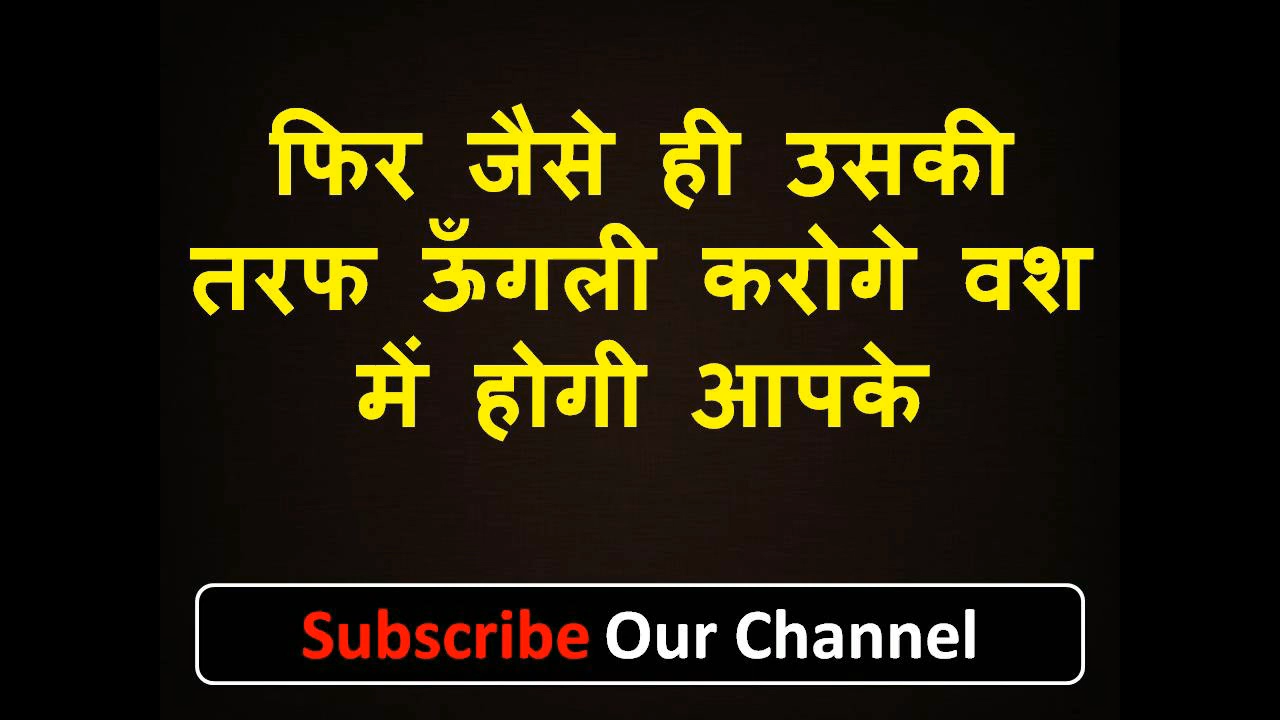 फिर जैसे ही उसकी
तरफ ऊँगली करोगे वश
में होगी आपके
Subscribe Our Channel